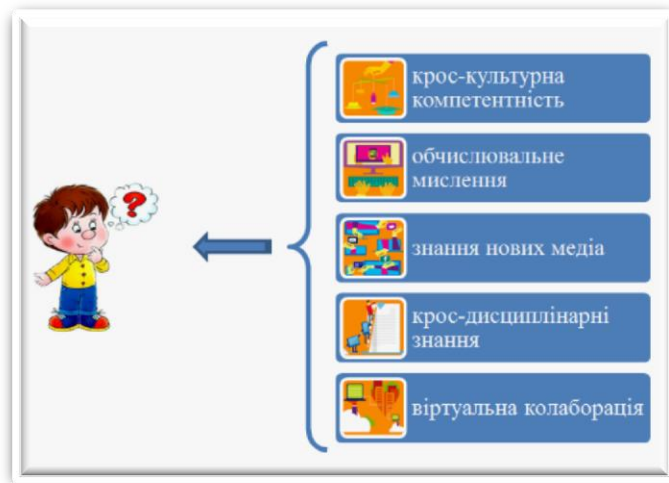 ?
крос-культурна
компетентність
обчислювальне
мислення
знання нових медіа
крос-дисциплінарні
знання
віртуальна колаборація